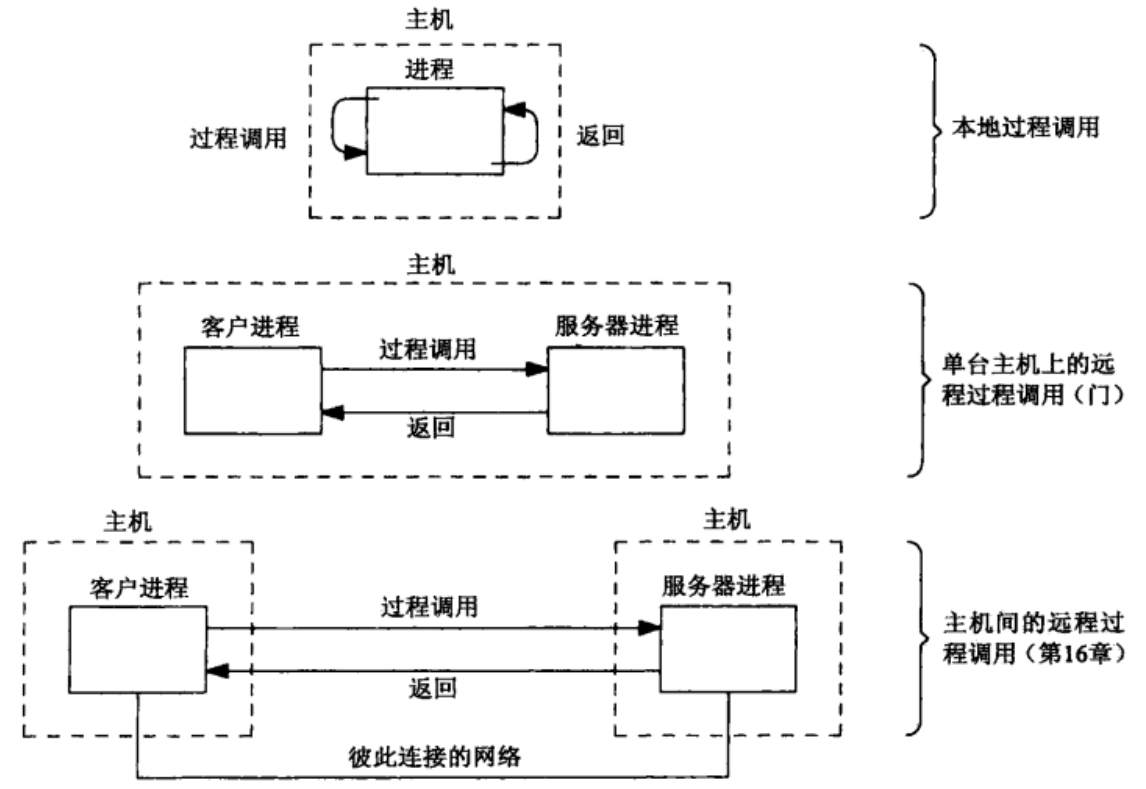 主机
进程
过程调用
返回
本地过程调用
主机
客户进程
服务器进程
过程调用
返回
单台主机上的远
程过程调用（门）
主机
主机
客户进程
服务器进程
过程调用
返回
主机间的远程过
程调用（第16章）
彼此连接的网络